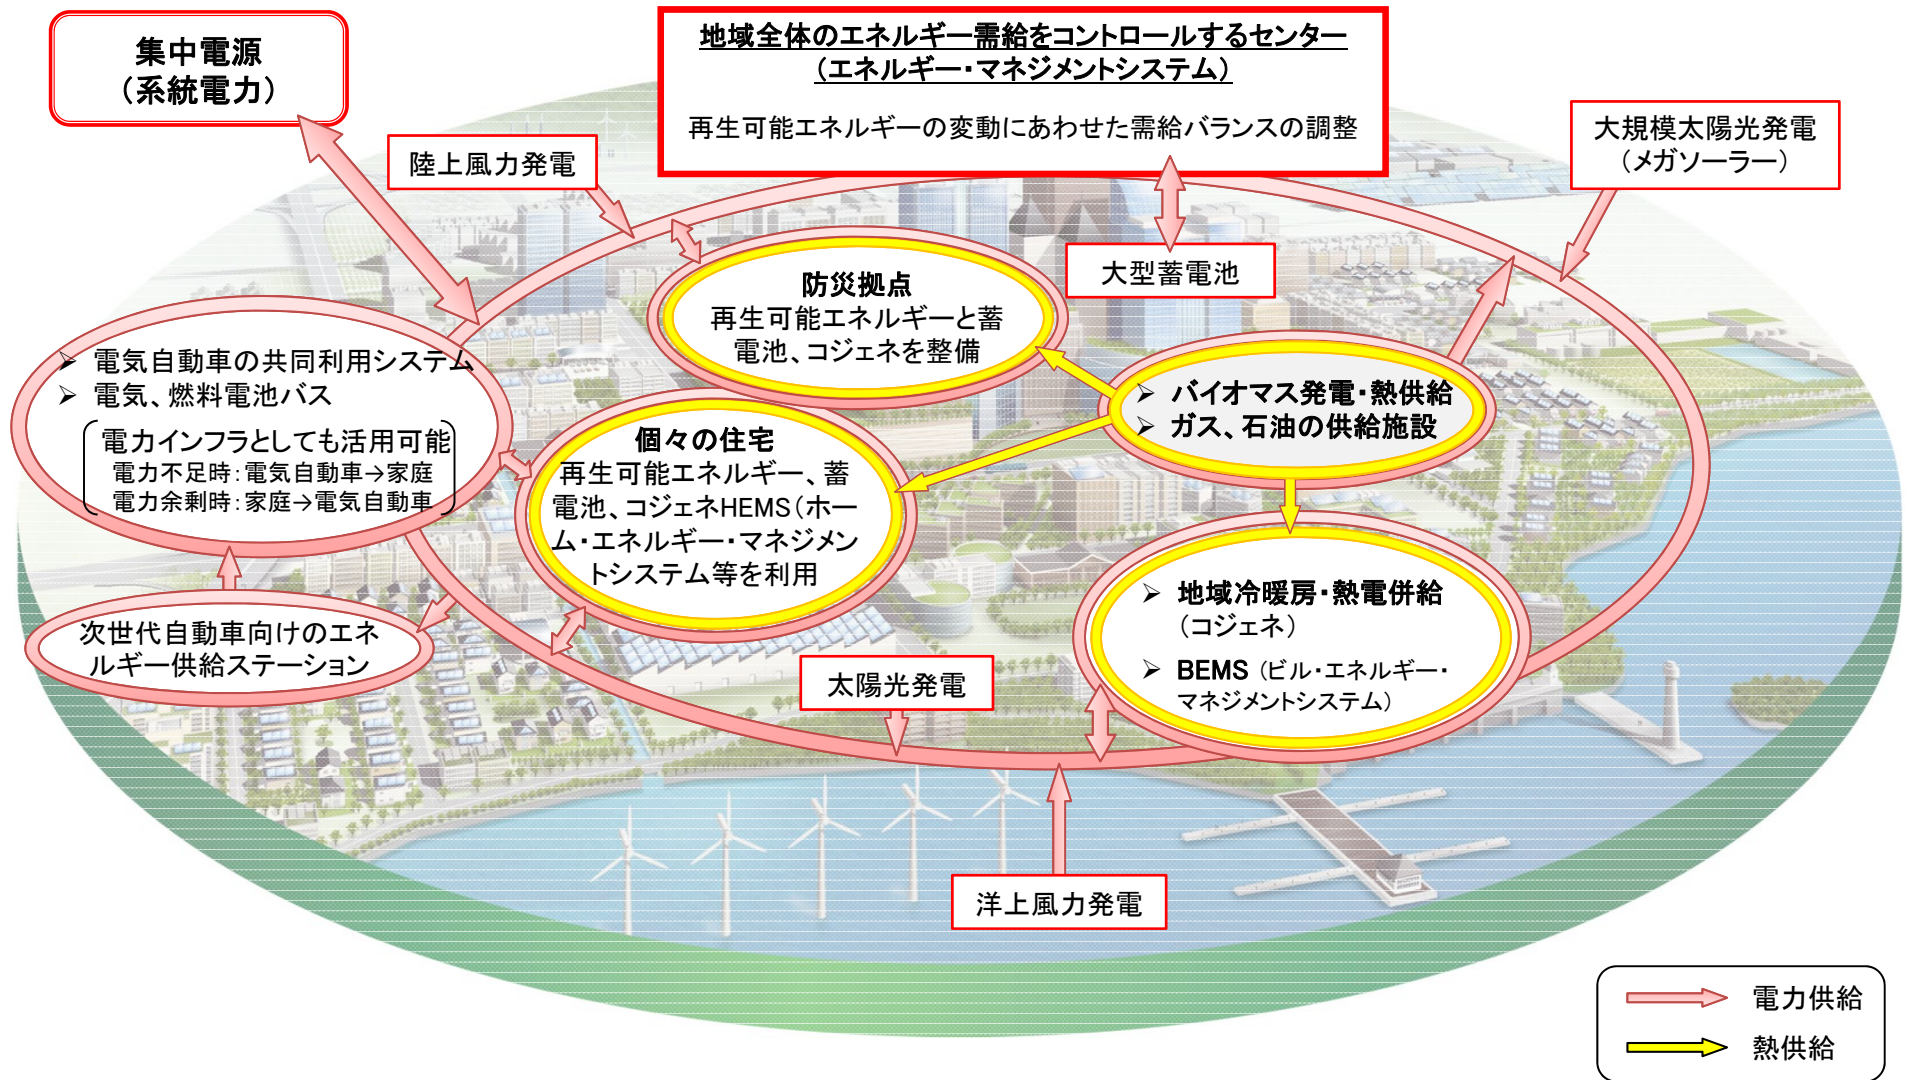 集中電源
（系統電力）
地域全体のエネルギー需給をコントロールするセンター
（エネルギー・マネジメントシステム）
再生可能エネルギーの変動にあわせた需給バランスの調整
陸上風力発電
大規模太陽光発電
（メガソーラー）
大型蓄電池
防災拠点
再生可能エネルギーと蓄
電池、コジェネを整備
➢ 電気自動車の共同利用システム
➢ 電気、燃料電池バス
電力インフラとしても活用可能
電力不足時：電気自動車→家庭
電力余剰時：家庭→電気自動車
➢ バイオマス発電・熱供給
➢ ガス、石油の供給施設
個々の住宅
再生可能エネルギー、蓄
電池、コジェネHEMS（ホー
ム・エネルギー・マネジメン
トシステム等を利用
➢ 地域冷暖房・熱電併給
（コジェネ）
➢ BEMS（ビル・エネルギー・
マネジメントシステム）
次世代自動車向けのエネ
ルギー供給ステーション
太陽光発電
洋上風力発電
電力供給
熱供給